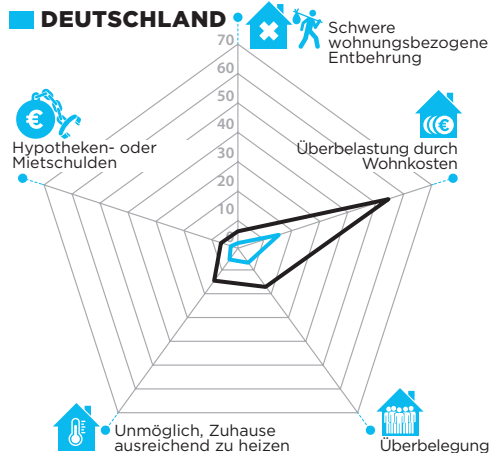 DEUTSCHLAND
Schwere
wohnungsbezogene
Entbehrung
70
60
50
40
30
20
10
0
€
Hypotheken- oder
Mietschulden
€
Überbelastung durch
Wohnkosten
Unmöglich, Zuhause
ausreichend zu heizen
Überbelegung